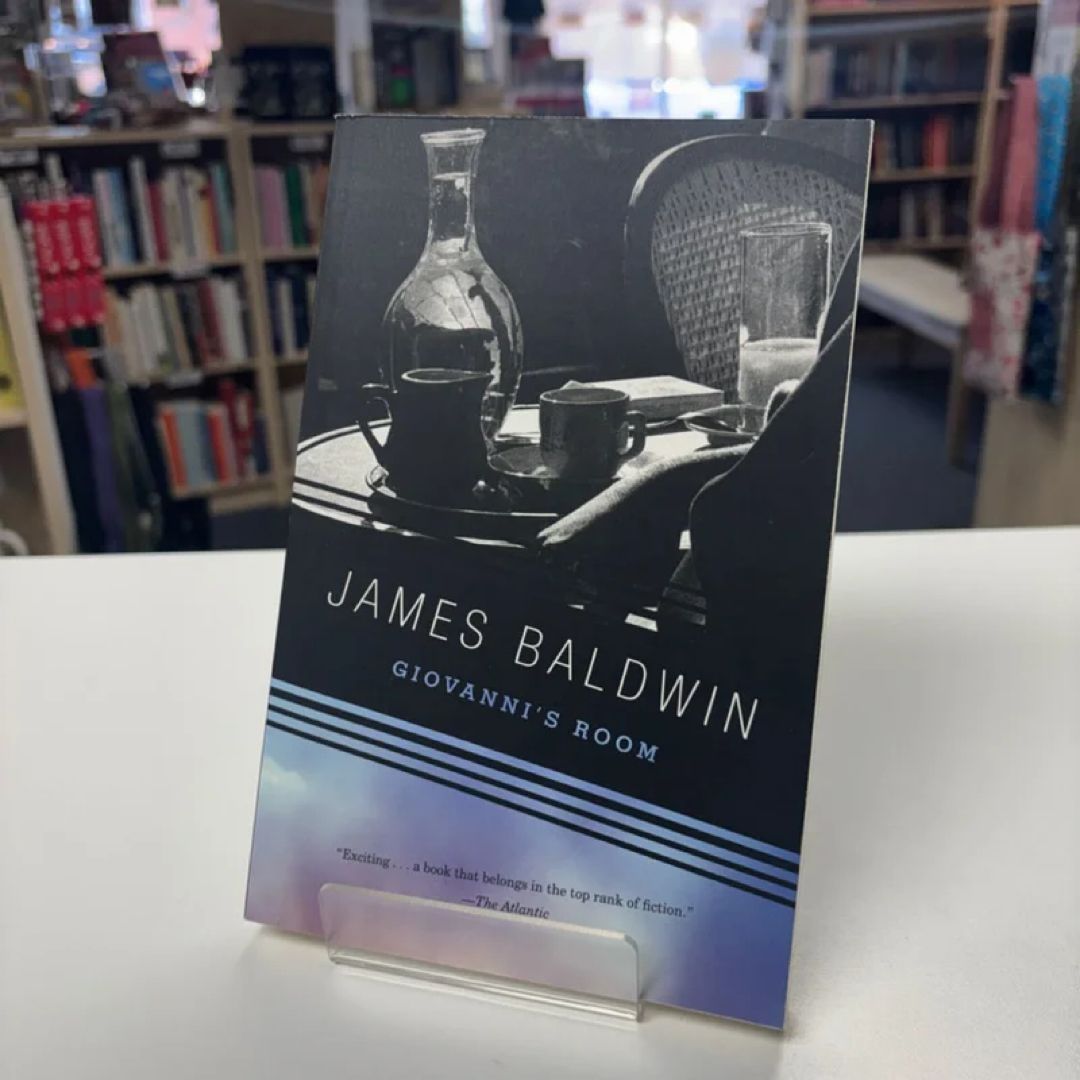 JAMES BALDWIN
GIOVANNI'S ROOM
“Exciting . . . a book that belongs in the top rank of fiction.”
—The Atlantic